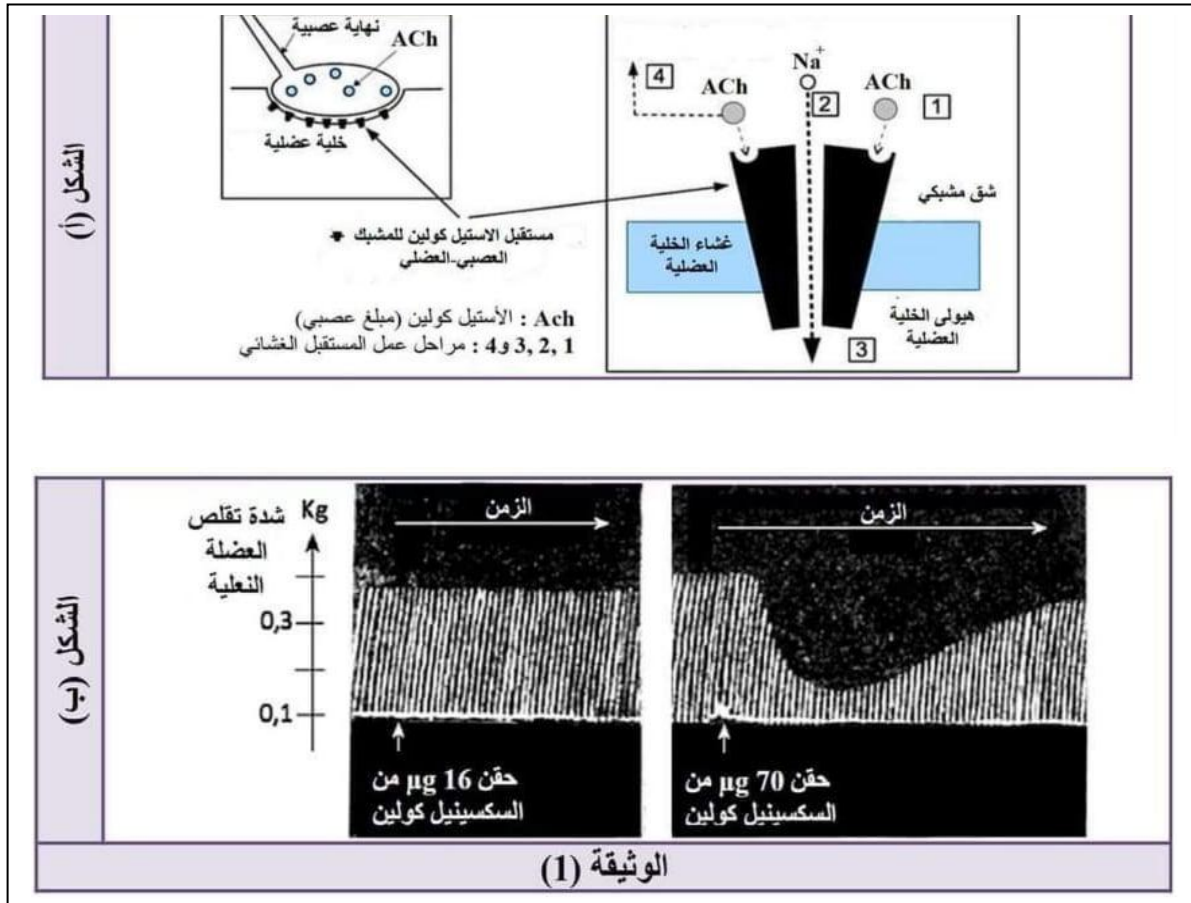 الشكل (أ)
نهاية عصبية
ACh
خلية عضلية
4
ACh
Na+
2
ACh
1
شق مشبكي
غشاء الخلية
العضلية
هيولى الخلية
العضلية
3
مستقبل الاستيل كولين للمشبك
العصبي-العضلي
Ach : الأستيل كولين (مبلغ عصبي)
1 ,2 ,3 و4 : مراحل عمل المستقبل الغشائي
الشكل (ب)
شدة تقلص
العضلة
النعلية
Kg
0,3
0,1
الزمن
حقن 16 µg من
السكسينيل كولين
الزمن
حقن 70 µg من
السكسينيل كولين
الوثيقة (1)